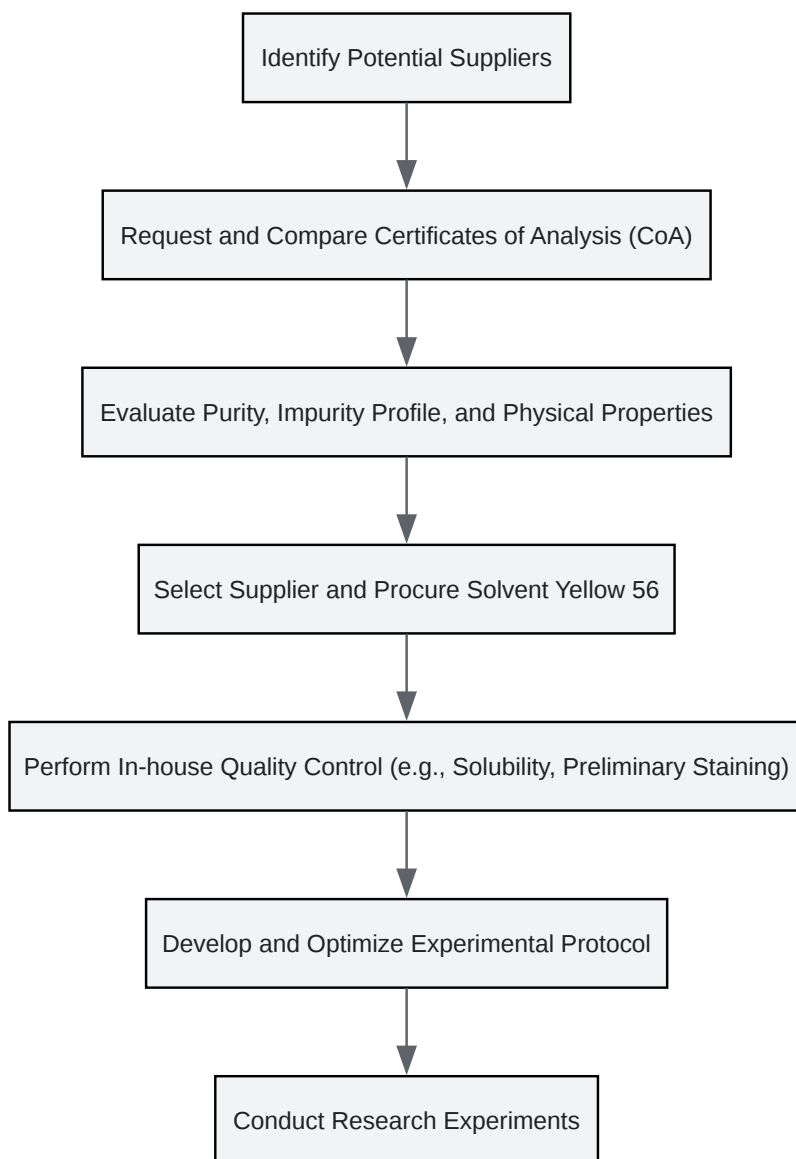 Identify Potential Suppliers
Request and Compare Certificates of Analysis (CoA)
Evaluate Purity, Impurity Profile, and Physical Properties
Select Supplier and Procure Solvent Yellow 56
Perform In-house Quality Control (e.g., Solubility, Preliminary Staining)
Develop and Optimize Experimental Protocol
Conduct Research Experiments